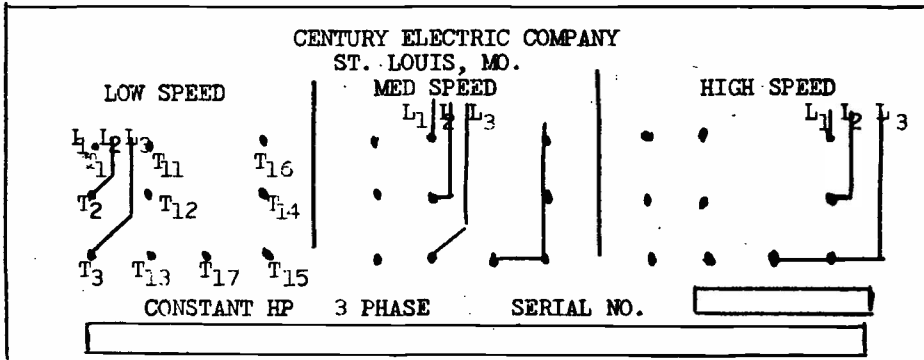 CENTURY ELECTRIC COMPANY
ST. LOUIS, MO.
LOW SPEED
MED SPEED
HIGH SPEED
L1 L2 L3
L1 L2 L3
L1 L2 L3
T1 T11 T16
T2 T12 T14
T3 T13 T17 T15
CONSTANT HP 3 PHASE SERIAL NO.